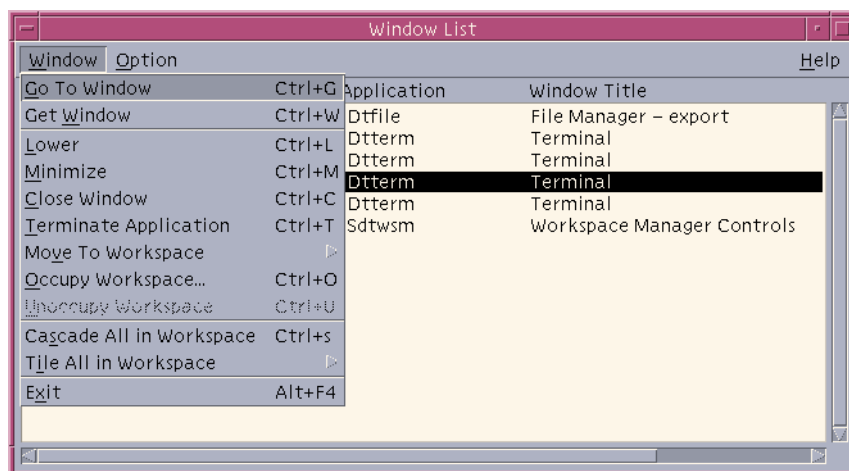 Window List
Window Option Help
Go To Window Ctrl+G Application Window Title
Get Window Ctrl+W Dtfile File Manager – export
Lower Ctrl+L Dtterm Terminal
Minimize Ctrl+M Dtterm Terminal
Close Window Ctrl+C Dtterm Terminal
Terminate Application Ctrl+T Dtterm Terminal
Move To Workspace Sdtwsm Workspace Manager Controls
Occupy Workspace... Ctrl+O
Unoccupy Workspace Ctrl+U
Cascade All in Workspace Ctrl+s
Tile All in Workspace
Exit Alt+F4